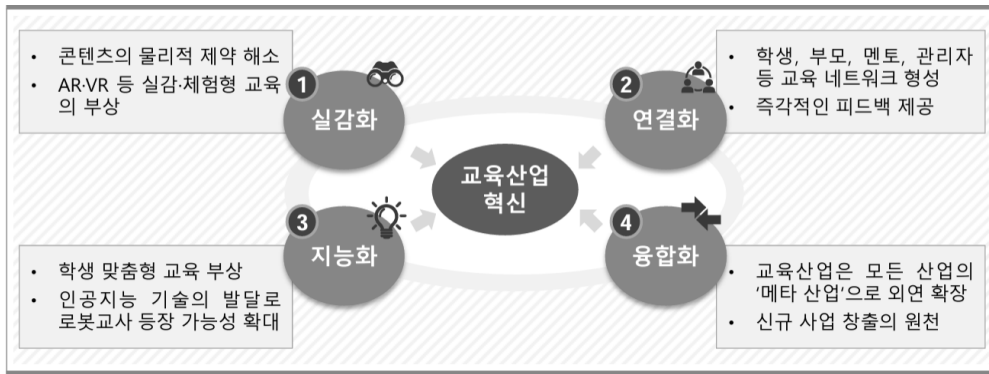 • 콘텐츠의 물리적 제약 해소
• AR·VR 등 실감·체험형 교육
의 부상
1
실감화
2
연결화
• 학생, 부모, 멘토, 관리자
등 교육 네트워크 형성
• 즉각적인 피드백 제공
교육산업
혁신
3
지능화
• 학생 맞춤형 교육 부상
• 인공지능 기술의 발달로
로봇교사 등장 가능성 확대
4
융합화
• 교육산업은 모든 산업의
‘메타 산업’으로 외연 확장
• 신규 사업 창출의 원천